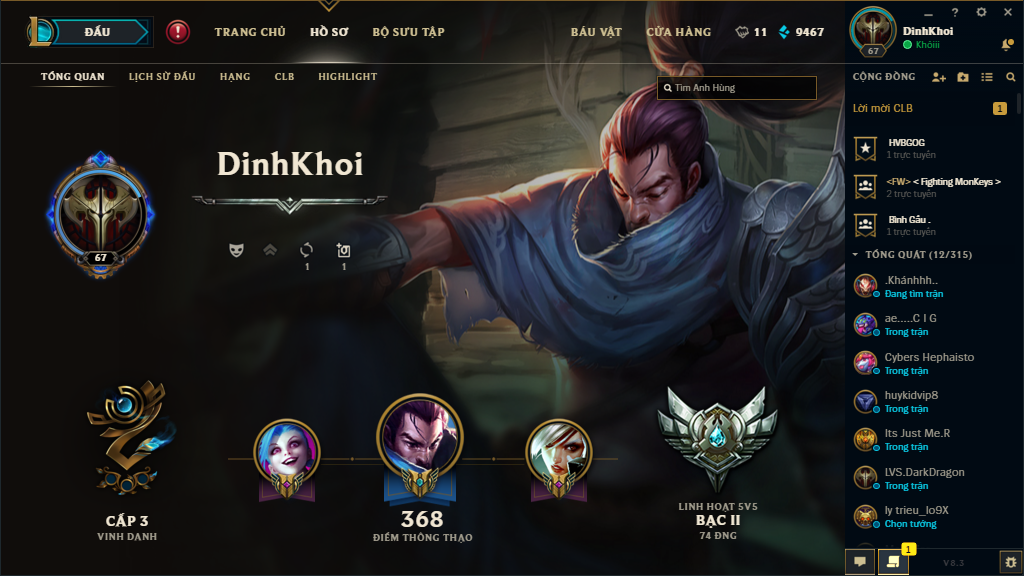 ĐẤU
TRANG CHỦ
HỒ SƠ
BỘ SƯU TẬP
BÁU VẬT
CỬA HÀNG
11
9467
67
DinhKhoi
Khôiii
TỔNG QUAN
LỊCH SỬ ĐẤU
HẠNG
CLB
HIGHLIGHT
Tìm Anh Hùng
CỘNG ĐỒNG
Lời mời CLB
1
HVBGOG
1 trực tuyến
<FW> < Fighting MonKeys >
2 trực tuyến
Bình Gấu .
1 trực tuyến
TỔNG QUÁT (12/315)
.Khánhhh..
Đang tìm trận
ae.....C I G
Trong trận
Cybers Hephaisto
Trong trận
huykidvip8
Trong trận
Its Just Me.R
Trong trận
LVS.DarkDragon
Trong trận
ly trieu_lo9X
Chọn tướng
1
V8.3
DinhKhoi
67
1
1
CẤP 3
VINH DANH
368
ĐIỂM THÔNG THẠO
LINH HOẠT 5V5
BẠC II
74 ĐNG